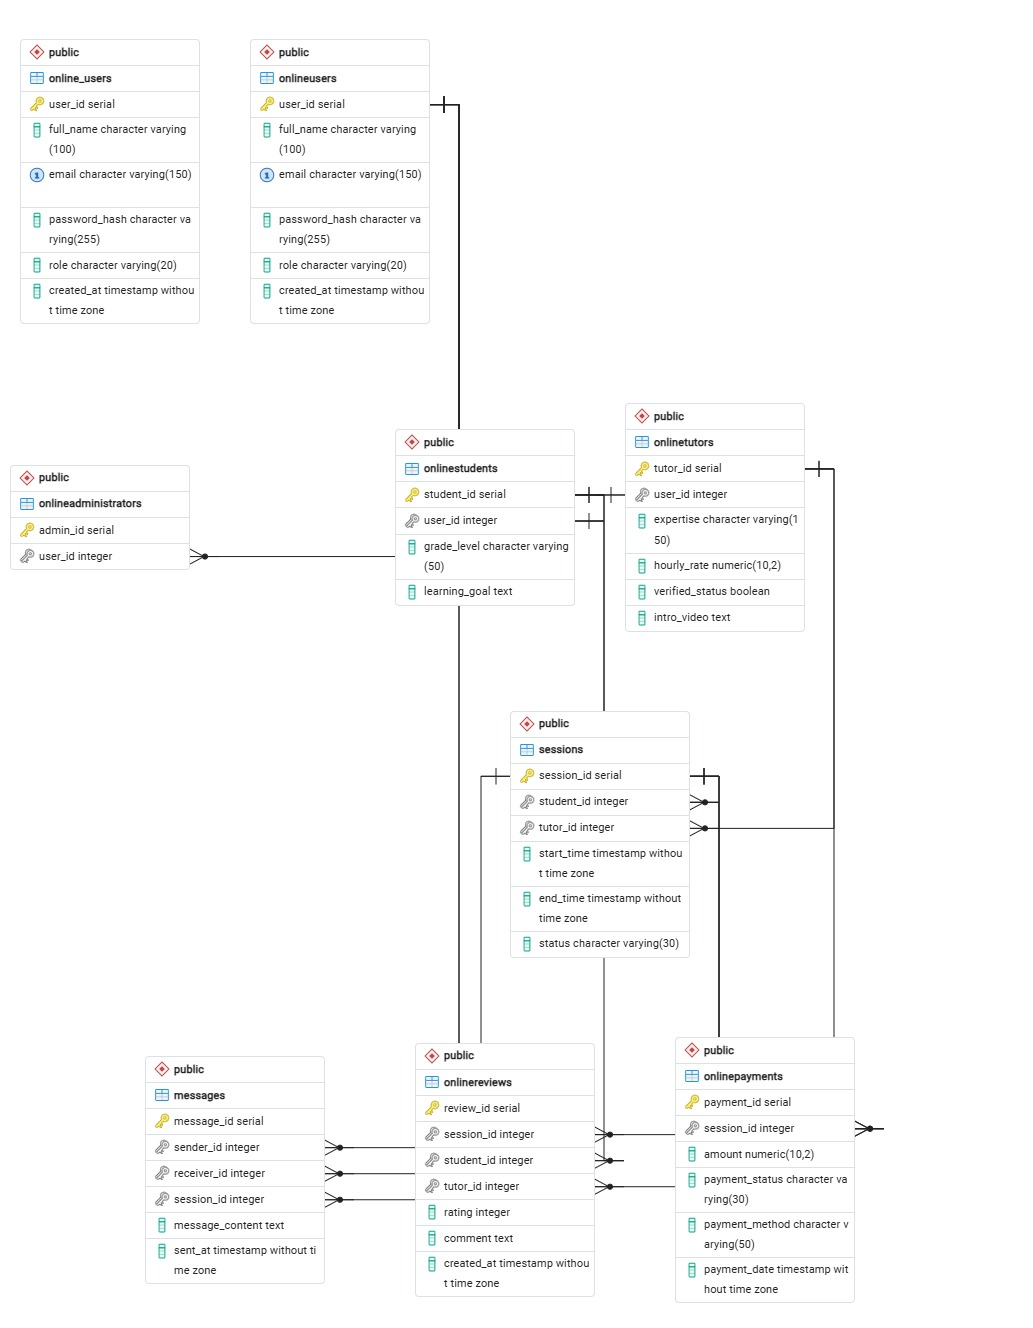 public
online_users
user_id serial
full_name character varying
(100)
email character varying(150)
password_hash character va
rying(255)
role character varying(20)
created_at timestamp withou
t time zone
public
onlineusers
user_id serial
full_name character varying
(100)
email character varying(150)
password_hash character va
rying(255)
role character varying(20)
created_at timestamp withou
t time zone
public
onlineadministrators
admin_id serial
user_id integer
public
onlinestudents
student_id serial
user_id integer
grade_level character varying
(50)
learning_goal text
public
onlinetutors
tutor_id serial
user_id integer
expertise character varying(1
50)
hourly_rate numeric(10,2)
verified_status boolean
intro_video text
public
sessions
session_id serial
student_id integer
tutor_id integer
start_time timestamp withou
t time zone
end_time timestamp without
time zone
status character varying(30)
public
messages
message_id serial
sender_id integer
receiver_id integer
session_id integer
message_content text
sent_at timestamp without ti
me zone
public
onlinereviews
review_id serial
session_id integer
student_id integer
tutor_id integer
rating integer
comment text
created_at timestamp withou
t time zone
public
onlinepayments
payment_id serial
session_id integer
amount numeric(10,2)
payment_status character va
rying(30)
payment_method character v
arying(50)
payment_date timestamp wit
hout time zone